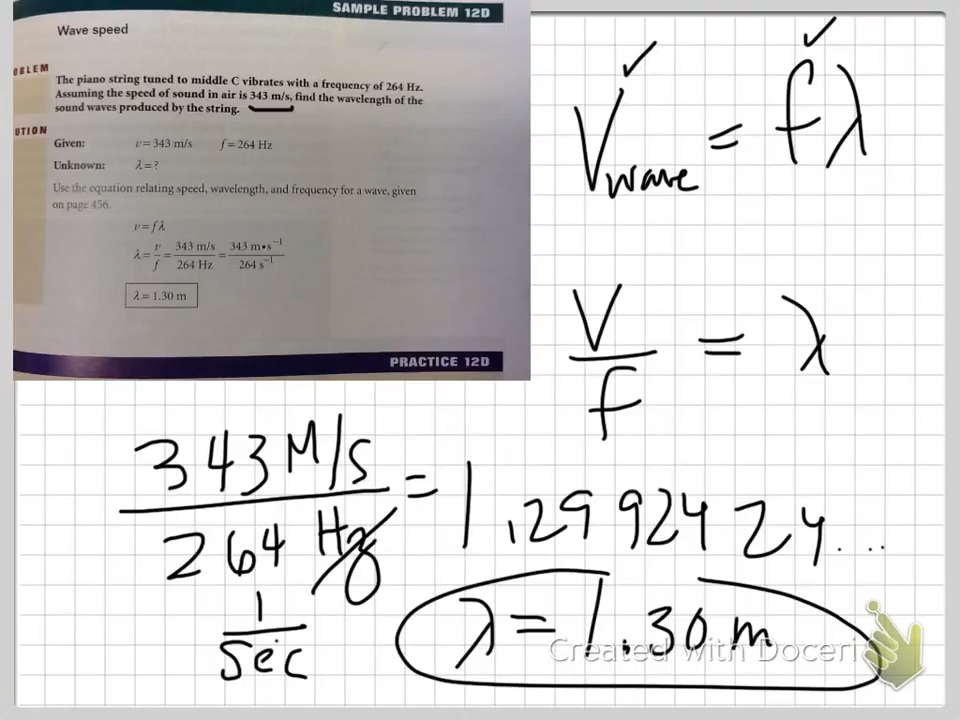 SAMPLE PROBLEM 12D
Wave speed
OBLEM
The piano string tuned to middle C vibrates with a frequency of 264 Hz.
Assuming the speed of sound in air is 343 m/s, find the wavelength of the
sound waves produced by the string.
UTION
Given: v = 343 m/s f = 264 Hz
Unknown: λ = ?
Use the equation relating speed, wavelength, and frequency for a wave, given
on page 456.
v = fλ
λ = v/f = 343 m/s / 264 Hz = 343 m•s⁻¹ / 264 s⁻¹
λ = 1.30 m
PRACTICE 12D
V wave = fλ
V/f = λ
343 M/s / 264 Hz = 1.29 924 24...
1/sec
λ = 1.30 m
Created with Doceri